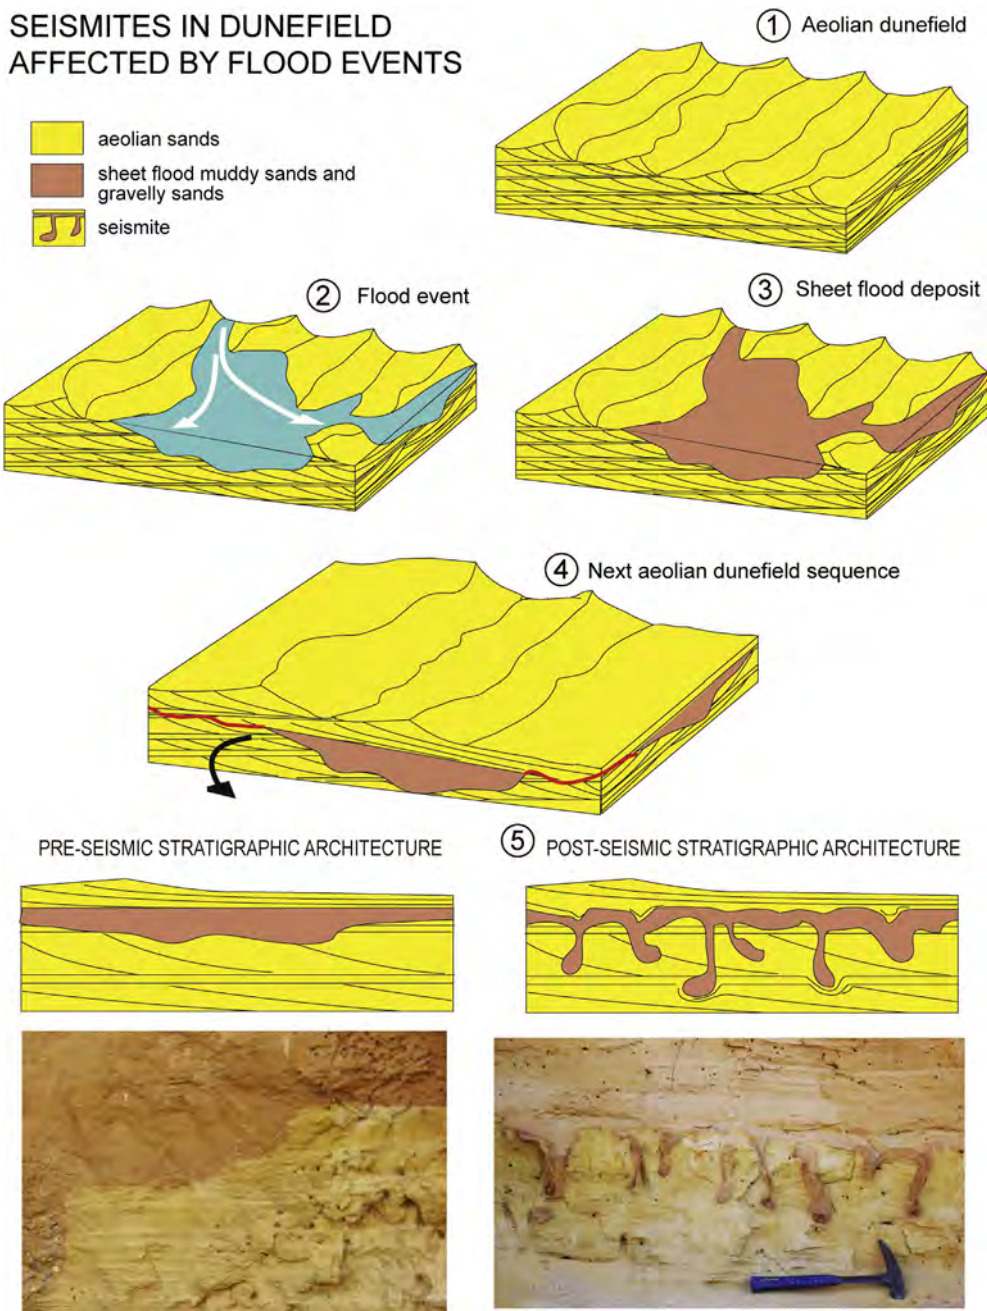 SEISMITES IN DUNEFIELD
AFFECTED BY FLOOD EVENTS
aeolian sands
sheet flood muddy sands and
gravelly sands
seismite
1 Aeolian dunefield
2 Flood event
3 Sheet flood deposit
4 Next aeolian dunefield sequence
PRE-SEISMIC STRATIGRAPHIC ARCHITECTURE
5 POST-SEISMIC STRATIGRAPHIC ARCHITECTURE